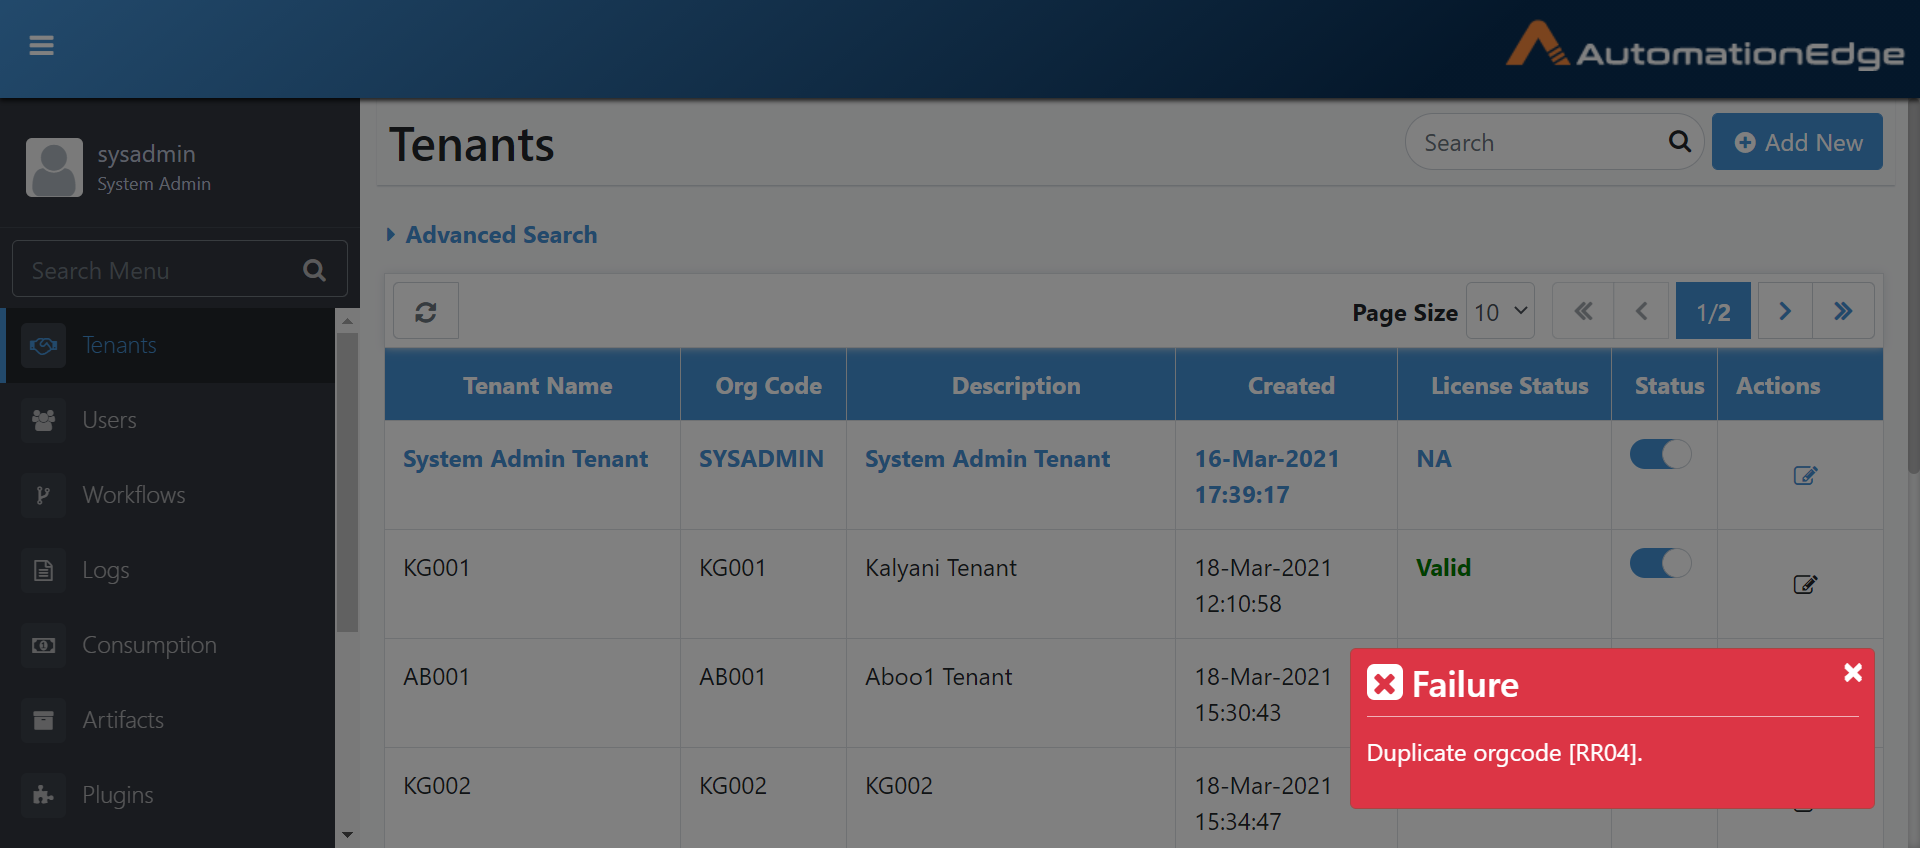 AutomationEdge
sysadmin
System Admin
Search Menu
Tenants
Users
Workflows
Logs
Consumption
Artifacts
Plugins
Tenants
Search
Add New
Advanced Search
Page Size 10 1/2
Tenant Name Org Code Description Created License Status Status Actions
System Admin Tenant SYSADMIN System Admin Tenant 16-Mar-2021 NA
17:39:17
KG001 KG001 Kalyani Tenant 18-Mar-2021 Valid
12:10:58
AB001 AB001 Aboo1 Tenant 18-Mar-2021
15:30:43
KG002 KG002 KG002 18-Mar-2021
15:34:47
Failure
Duplicate orgcode [RR04].